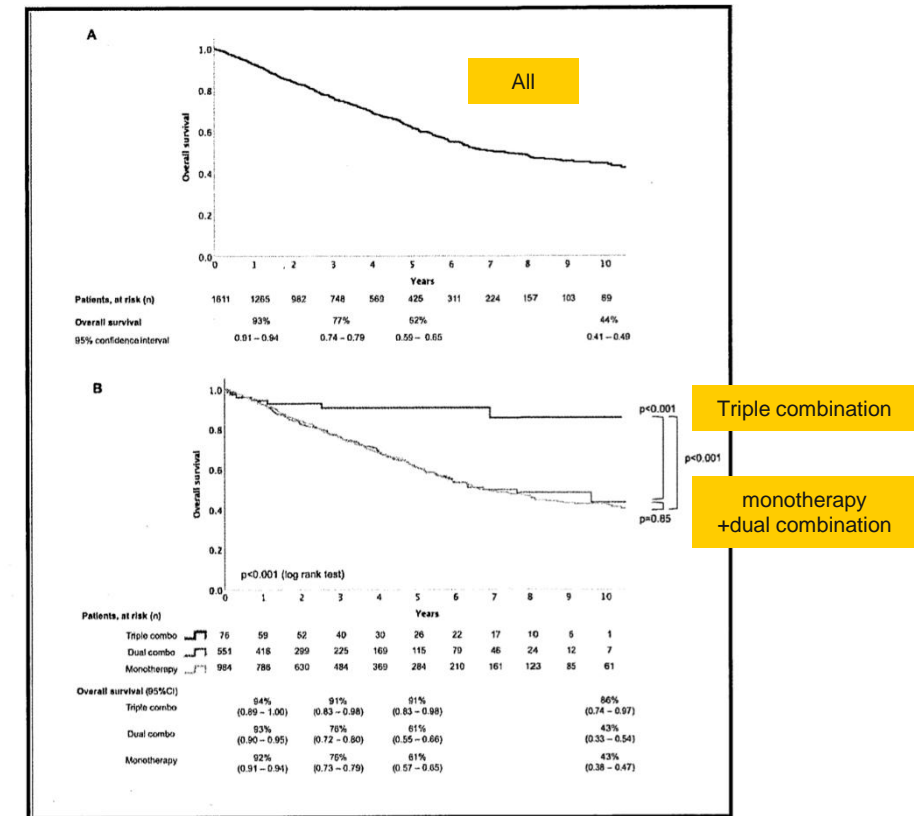 A
All
1.0
0.8
0.6
0.4
0.2
0.0
Overall survival
0 1 2 3 4 5 6 7 8 9 10
Years
Patients, at risk (n) 1611 1265 982 748 569 425 311 224 157 103 69
Overall survival 93% 77% 62% 44%
95% confidence interval 0.91 – 0.94 0.74 – 0.79 0.59 – 0.65 0.41 – 0.49
B
1.0
0.8
0.6
0.4
0.2
0.0
Overall survival
p<0.001
Triple combination
p<0.001
monotherapy
+dual combination
p=0.85
p<0.001 (log rank test)
0 1 2 3 4 5 6 7 8 9 10
Years
Patients, at risk (n)
Triple combo 76 59 52 40 30 26 22 17 10 5 1
Dual combo 551 416 299 225 169 115 79 46 24 12 7
Monotherapy 984 786 630 484 369 284 210 161 123 85 61
Overall survival (95%CI)
Triple combo 94% 91% 91% 86%
(0.89 – 1.00) (0.83 – 0.98) (0.83 – 0.98) (0.74 – 0.97)
Dual combo 93% 76% 61% 43%
(0.90 – 0.95) (0.72 – 0.80) (0.55 – 0.66) (0.33 – 0.54)
Monotherapy 92% 76% 61% 43%
(0.91 – 0.94) (0.73 – 0.79) (0.57 – 0.65) (0.38 – 0.47)